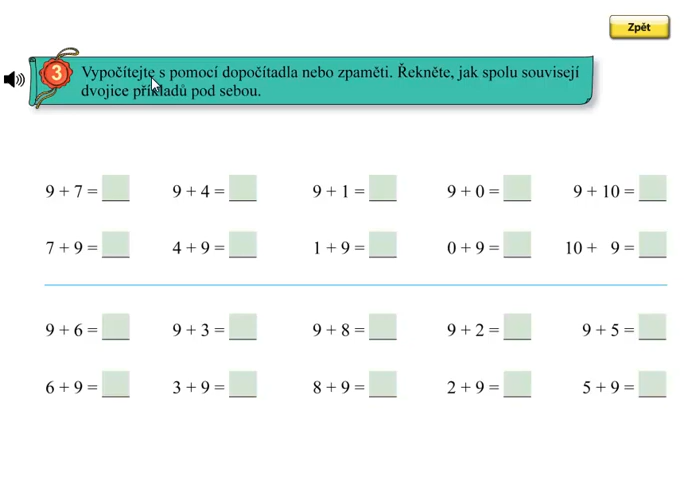 Zpět
3 Vypočítejte s pomocí dopočítadla nebo zpaměti. Řekněte, jak spolu souvisejí
dvojice příkladů pod sebou.
9 + 7 = 9 + 4 = 9 + 1 = 9 + 0 = 9 + 10 =
7 + 9 = 4 + 9 = 1 + 9 = 0 + 9 = 10 + 9 =
9 + 6 = 9 + 3 = 9 + 8 = 9 + 2 = 9 + 5 =
6 + 9 = 3 + 9 = 8 + 9 = 2 + 9 = 5 + 9 =